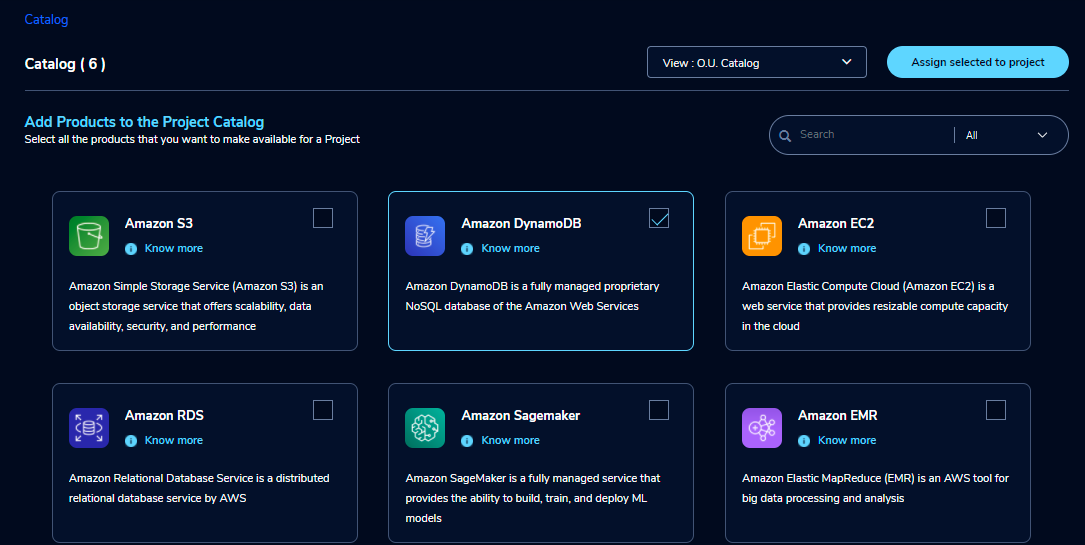 Catalog
Catalog ( 6 )
View : O.U. Catalog
Assign selected to project
Add Products to the Project Catalog
Select all the products that you want to make available for a Project
Search
All
Amazon S3
Know more
Amazon Simple Storage Service (Amazon S3) is an
object storage service that offers scalability, data
availability, security, and performance
Amazon DynamoDB
Know more
Amazon DynamoDB is a fully managed proprietary
NoSQL database of the Amazon Web Services
Amazon EC2
Know more
Amazon Elastic Compute Cloud (Amazon EC2) is a
web service that provides resizable compute capacity
in the cloud
Amazon RDS
Know more
Amazon Relational Database Service is a distributed
relational database service by AWS
Amazon Sagemaker
Know more
Amazon SageMaker is a fully managed service that
provides the ability to build, train, and deploy ML
models
Amazon EMR
Know more
Amazon Elastic MapReduce (EMR) is an AWS tool for
big data processing and analysis